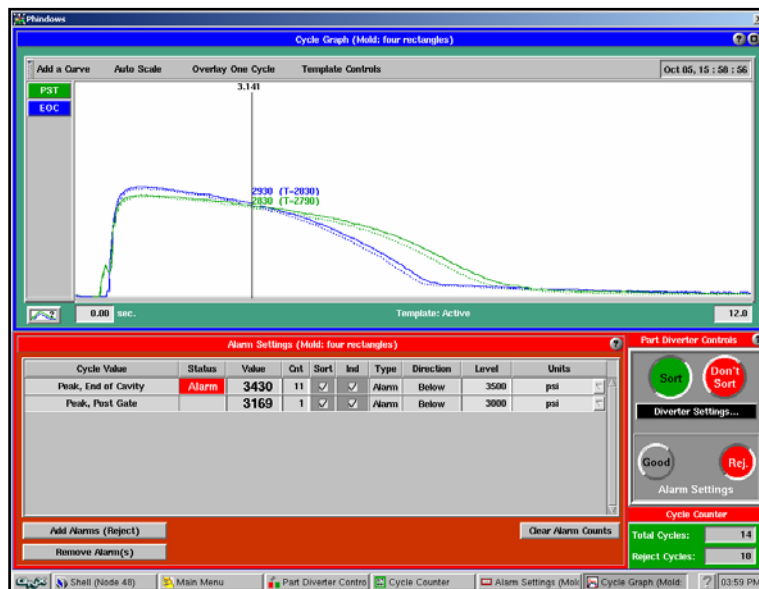 Phindows
Cycle Graph (Mold: four rectangles)
Add a Curve Auto Scale Overlay One Cycle Template Controls Oct 05, 15 : 58 : 56
PST
EOC
3.141
2930 (T=2830)
2830 (T=2790)
0.00 sec. Template: Active 12.0
Alarm Settings (Mold: four rectangles)
Cycle Value Status Value Cnt Sort Ind Type Direction Level Units
Peak, End of Cavity Alarm 3430 11 Alarm Below 3500 psi
Peak, Post Gate 3169 1 Alarm Below 3000 psi
Add Alarms (Reject) Clear Alarm Counts
Remove Alarm(s)
Part Diverter Controls
Sort Don't Sort
Diverter Settings...
Good Rej.
Alarm Settings
Cycle Counter
Total Cycles: 14
Reject Cycles: 10
Shell (Node 48) Main Menu Part Diverter Contro Cycle Counter Alarm Settings (Mol Cycle Graph (Mold: ? 03:59 PM